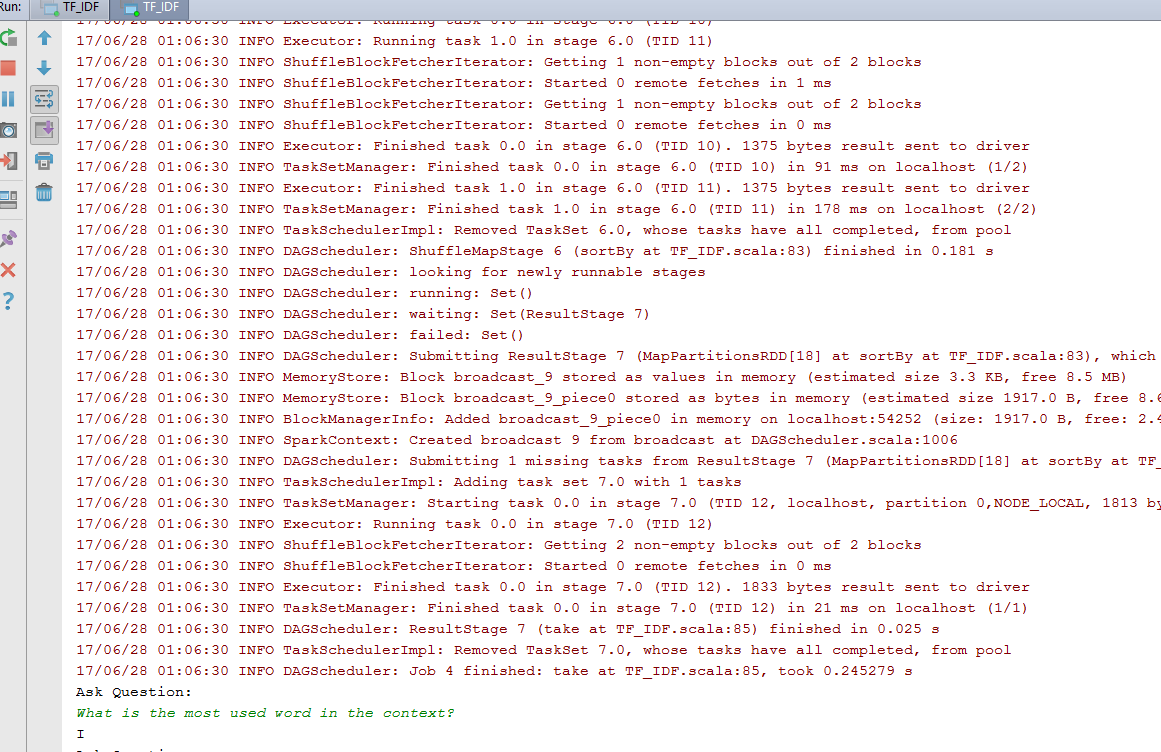 Run: TF_IDF TF_IDF
17/06/28 01:06:30 INFO Executor: Running task 0.0 in stage 6.0 (TID 10)
17/06/28 01:06:30 INFO Executor: Running task 1.0 in stage 6.0 (TID 11)
17/06/28 01:06:30 INFO ShuffleBlockFetcherIterator: Getting 1 non-empty blocks out of 2 blocks
17/06/28 01:06:30 INFO ShuffleBlockFetcherIterator: Started 0 remote fetches in 1 ms
17/06/28 01:06:30 INFO ShuffleBlockFetcherIterator: Getting 1 non-empty blocks out of 2 blocks
17/06/28 01:06:30 INFO ShuffleBlockFetcherIterator: Started 0 remote fetches in 0 ms
17/06/28 01:06:30 INFO Executor: Finished task 0.0 in stage 6.0 (TID 10). 1375 bytes result sent to driver
17/06/28 01:06:30 INFO TaskSetManager: Finished task 0.0 in stage 6.0 (TID 10) in 91 ms on localhost (1/2)
17/06/28 01:06:30 INFO Executor: Finished task 1.0 in stage 6.0 (TID 11). 1375 bytes result sent to driver
17/06/28 01:06:30 INFO TaskSetManager: Finished task 1.0 in stage 6.0 (TID 11) in 178 ms on localhost (2/2)
17/06/28 01:06:30 INFO TaskSchedulerImpl: Removed TaskSet 6.0, whose tasks have all completed, from pool
17/06/28 01:06:30 INFO DAGScheduler: ShuffleMapStage 6 (sortBy at TF_IDF.scala:83) finished in 0.181 s
17/06/28 01:06:30 INFO DAGScheduler: looking for newly runnable stages
17/06/28 01:06:30 INFO DAGScheduler: running: Set()
17/06/28 01:06:30 INFO DAGScheduler: waiting: Set(ResultStage 7)
17/06/28 01:06:30 INFO DAGScheduler: failed: Set()
17/06/28 01:06:30 INFO DAGScheduler: Submitting ResultStage 7 (MapPartitionsRDD[18] at sortBy at TF_IDF.scala:83), which
17/06/28 01:06:30 INFO MemoryStore: Block broadcast_9 stored as values in memory (estimated size 3.3 KB, free 8.5 MB)
17/06/28 01:06:30 INFO MemoryStore: Block broadcast_9_piece0 stored as bytes in memory (estimated size 1917.0 B, free 8.6
17/06/28 01:06:30 INFO BlockManagerInfo: Added broadcast_9_piece0 in memory on localhost:54252 (size: 1917.0 B, free: 2.4
17/06/28 01:06:30 INFO SparkContext: Created broadcast 9 from broadcast at DAGScheduler.scala:1006
17/06/28 01:06:30 INFO DAGScheduler: Submitting 1 missing tasks from ResultStage 7 (MapPartitionsRDD[18] at sortBy at TF_
17/06/28 01:06:30 INFO TaskSchedulerImpl: Adding task set 7.0 with 1 tasks
17/06/28 01:06:30 INFO TaskSetManager: Starting task 0.0 in stage 7.0 (TID 12, localhost, partition 0,NODE_LOCAL, 1813 by
17/06/28 01:06:30 INFO Executor: Running task 0.0 in stage 7.0 (TID 12)
17/06/28 01:06:30 INFO ShuffleBlockFetcherIterator: Getting 2 non-empty blocks out of 2 blocks
17/06/28 01:06:30 INFO ShuffleBlockFetcherIterator: Started 0 remote fetches in 0 ms
17/06/28 01:06:30 INFO Executor: Finished task 0.0 in stage 7.0 (TID 12). 1833 bytes result sent to driver
17/06/28 01:06:30 INFO TaskSetManager: Finished task 0.0 in stage 7.0 (TID 12) in 21 ms on localhost (1/1)
17/06/28 01:06:30 INFO DAGScheduler: ResultStage 7 (take at TF_IDF.scala:85) finished in 0.025 s
17/06/28 01:06:30 INFO TaskSchedulerImpl: Removed TaskSet 7.0, whose tasks have all completed, from pool
17/06/28 01:06:30 INFO DAGScheduler: Job 4 finished: take at TF_IDF.scala:85, took 0.245279 s
Ask Question:
What is the most used word in the context?
I